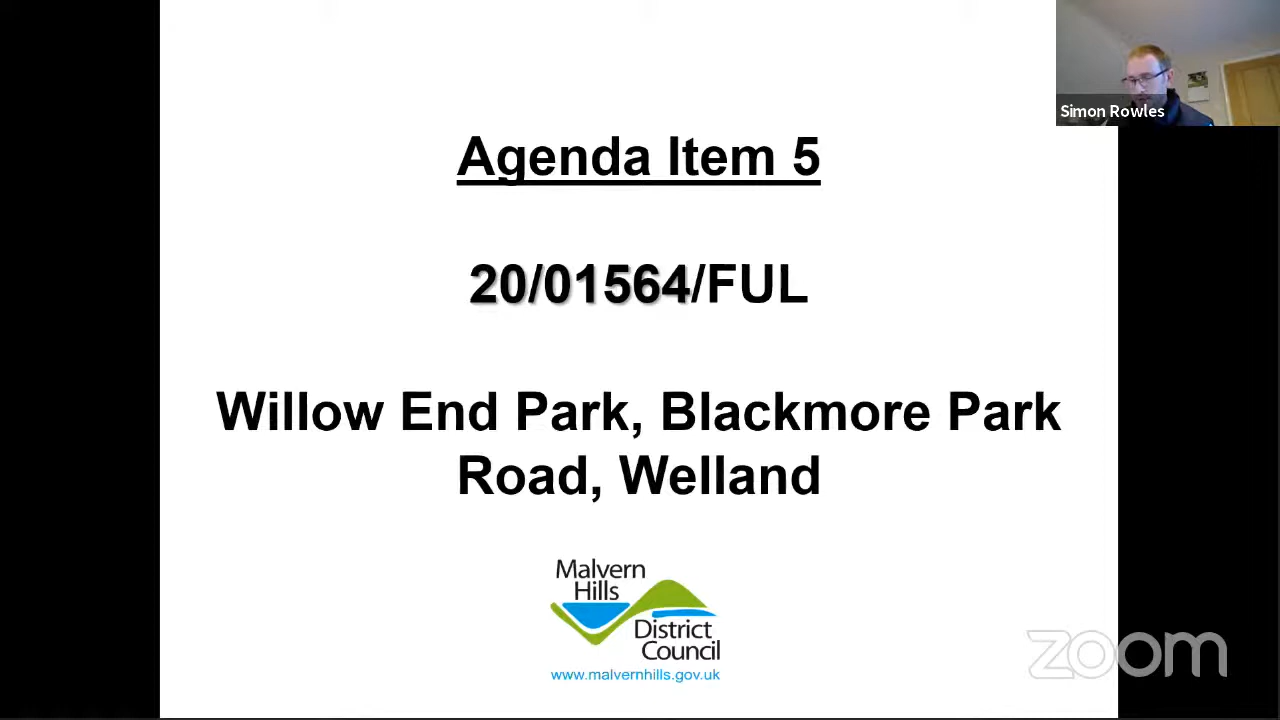 Simon Rowles
Agenda Item 5
20/01564/FUL
Willow End Park, Blackmore Park
Road, Welland
Malvern
Hills
District
Council
www.malvernhills.gov.uk
zoom